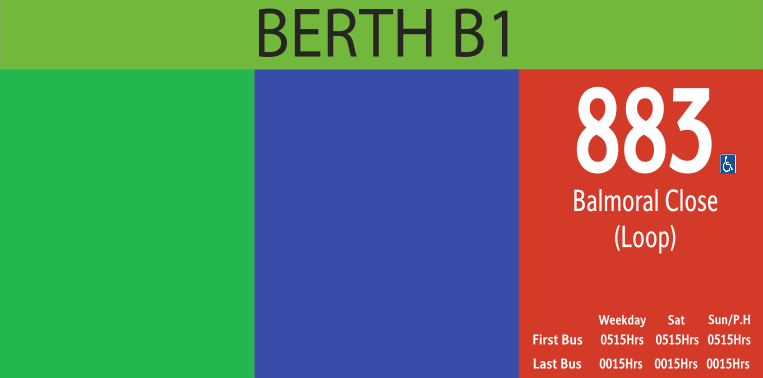 BERTH B1
883
Balmoral Close
(Loop)
Weekday Sat Sun/P.H
First Bus 0515Hrs 0515Hrs 0515Hrs
Last Bus 0015Hrs 0015Hrs 0015Hrs